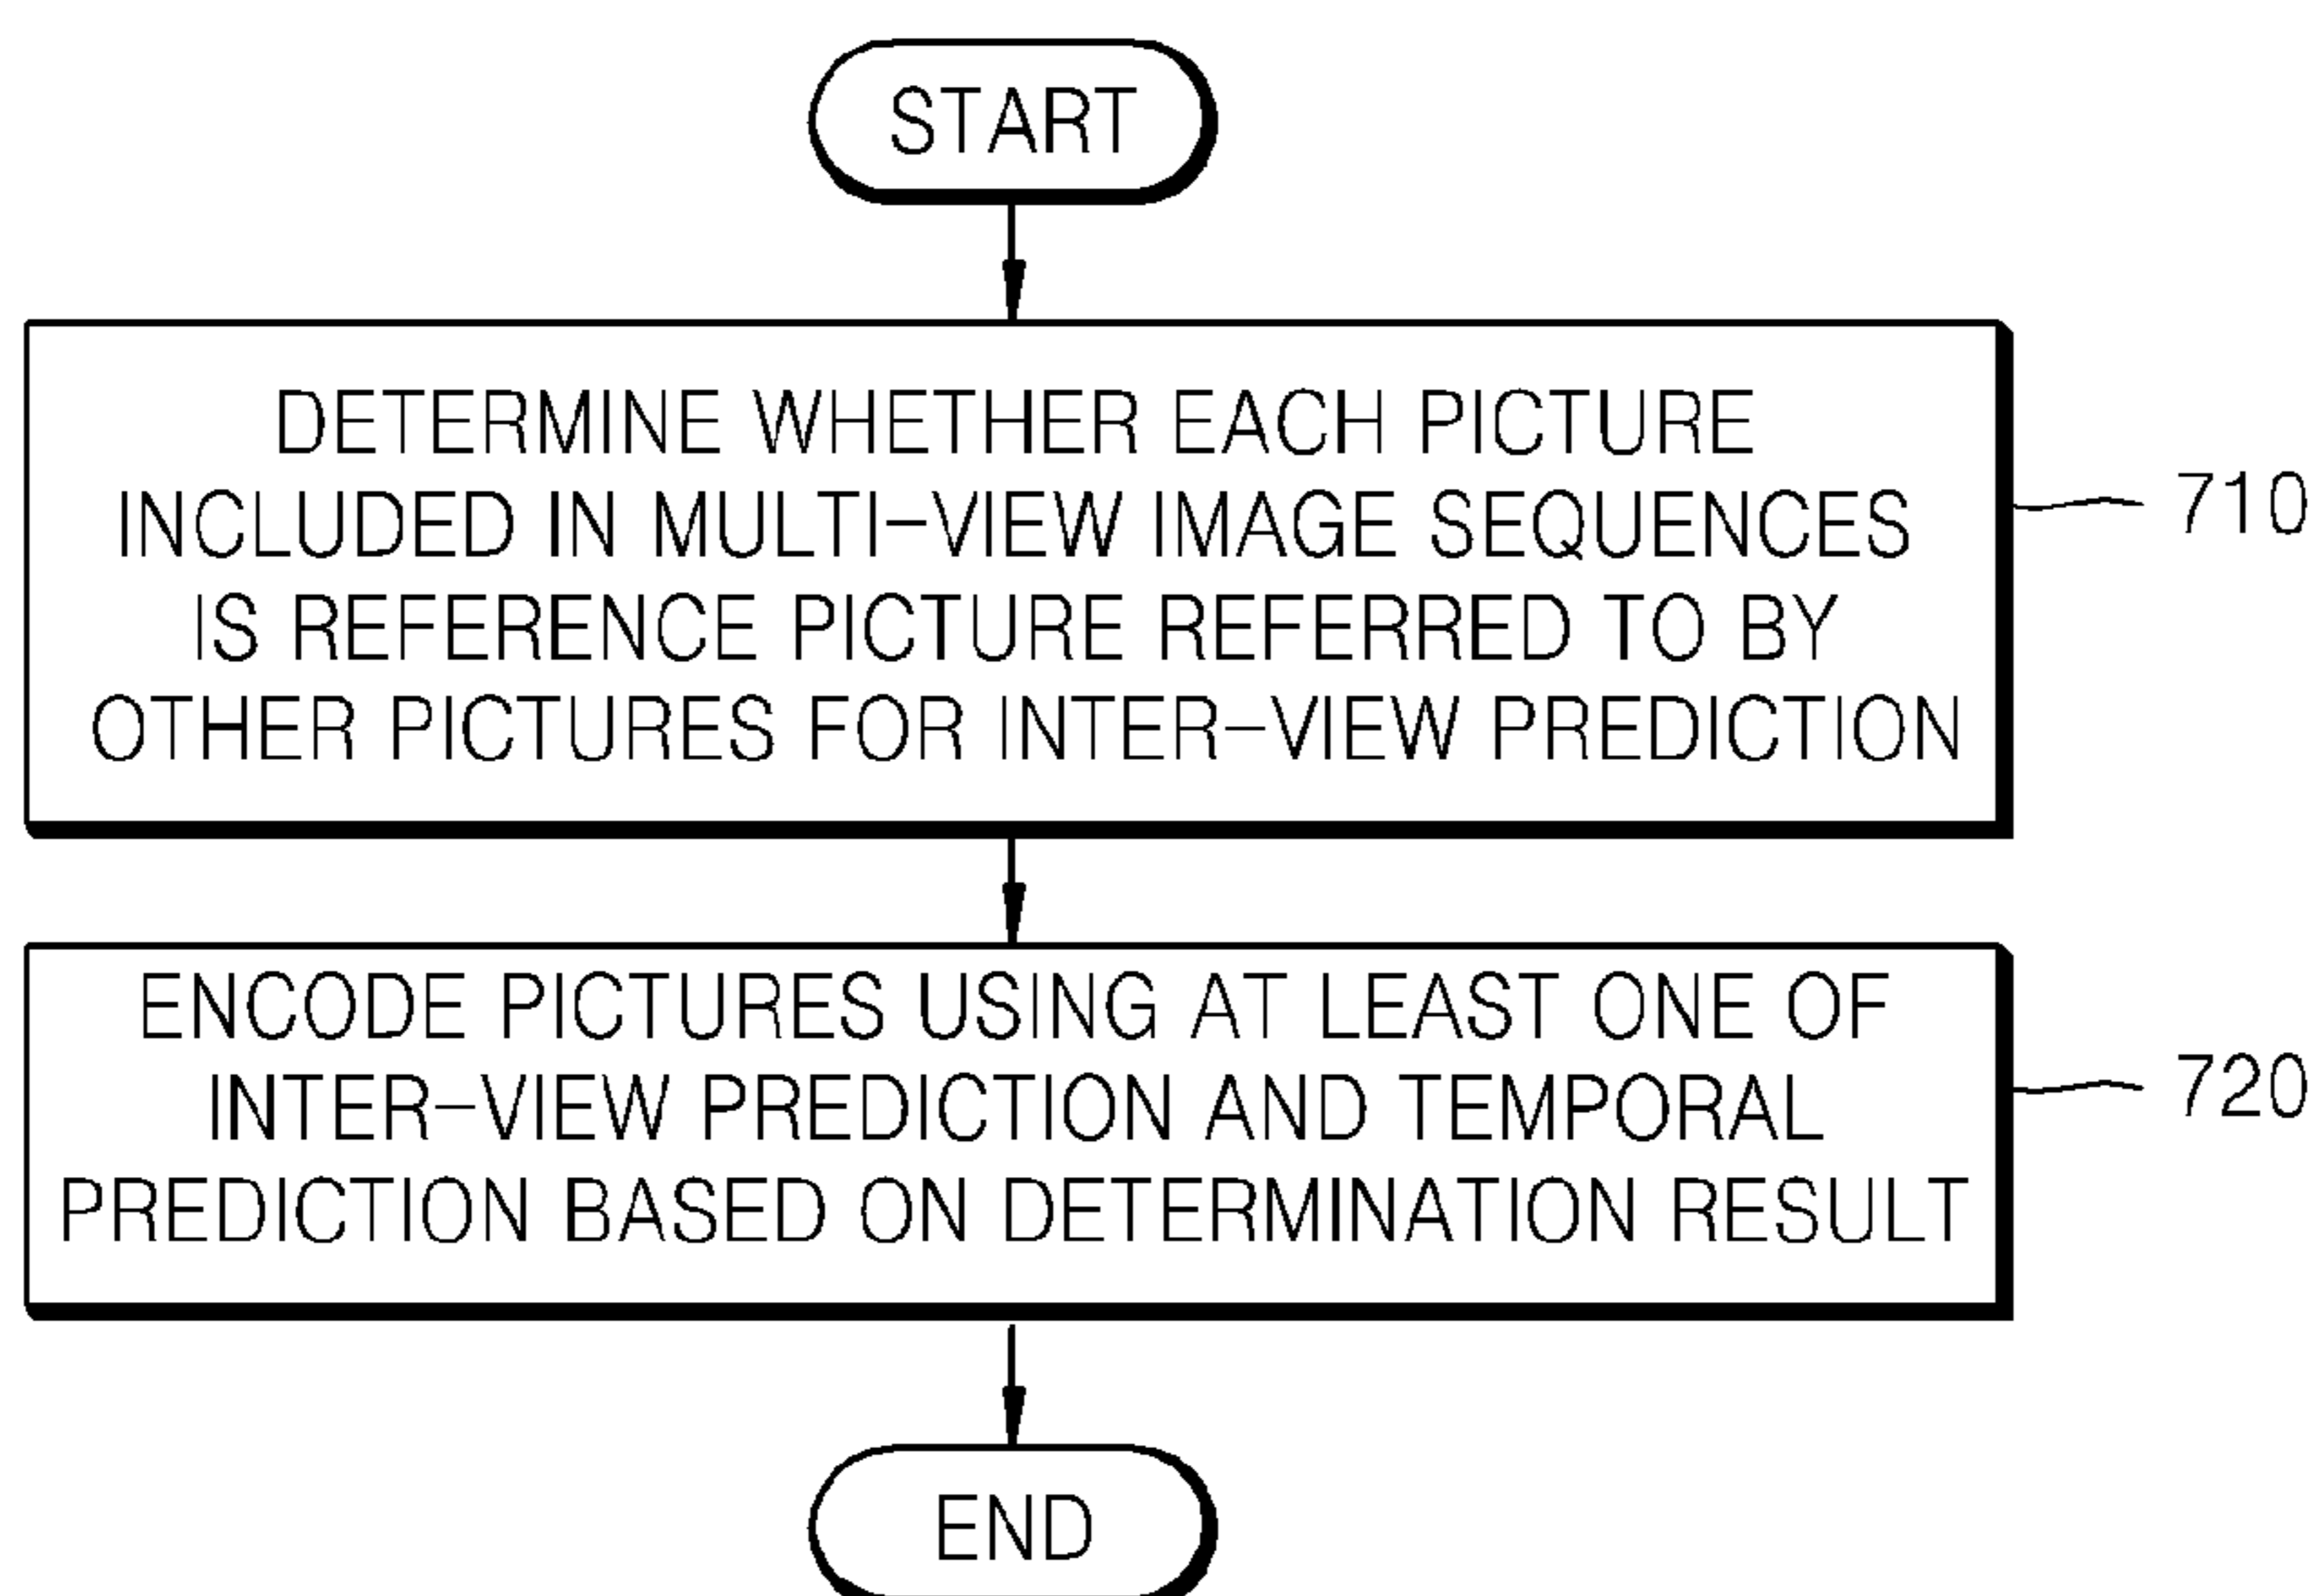 START
DETERMINE WHETHER EACH PICTURE
INCLUDED IN MULTI-VIEW IMAGE SEQUENCES
IS REFERENCE PICTURE REFERRED TO BY
OTHER PICTURES FOR INTER-VIEW PREDICTION
710
ENCODE PICTURES USING AT LEAST ONE OF
INTER-VIEW PREDICTION AND TEMPORAL
PREDICTION BASED ON DETERMINATION RESULT
720
END